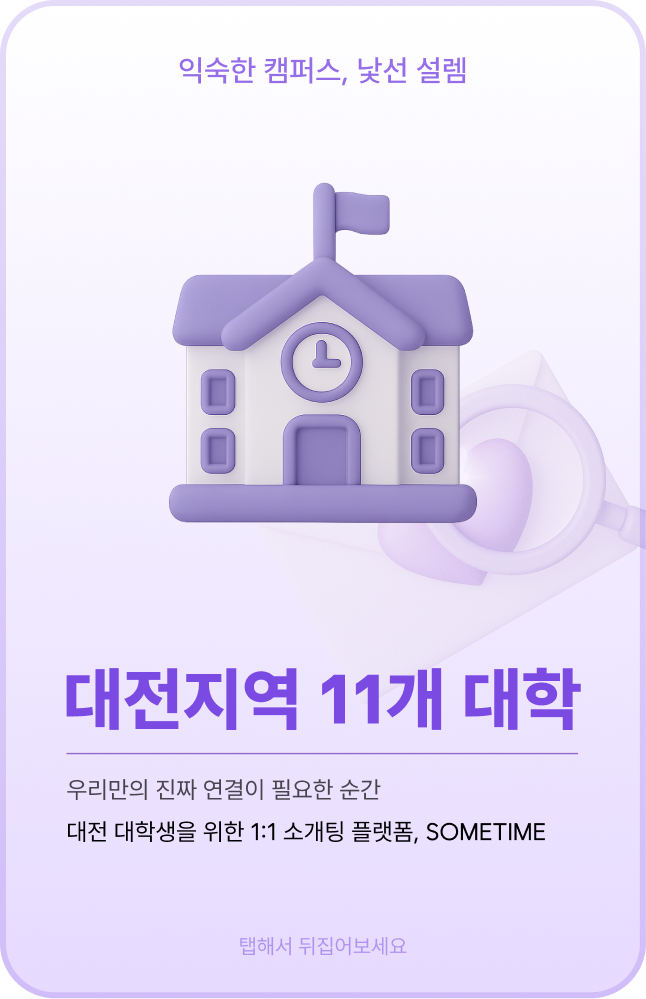 익숙한 캠퍼스, 낯선 설렘
대전지역 11개 대학
우리만의 진짜 연결이 필요한 순간
대전 대학생을 위한 1:1 소개팅 플랫폼, SOMETIME
탭해서 뒤집어보세요